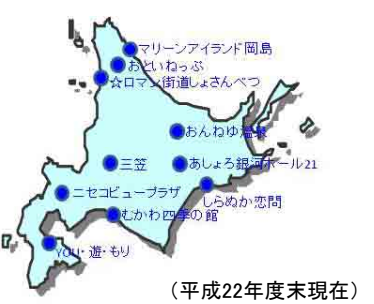 マリーンアイランド岡島
おといねっぷ
☆ロマン街道しょさんべつ
おんねゆ温泉
三笠
あしょろ銀河ホール21
しらぬか恋問
ニセコビュープラザ
むかわ四季の館
YOU・遊・もり
（平成22年度末現在）